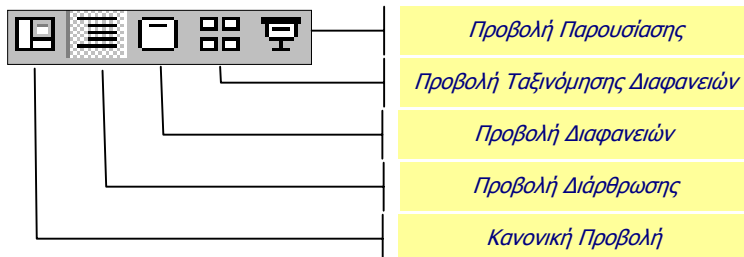 Προβολή Παρουσίασης
Προβολή Ταξινόμησης Διαφανειών
Προβολή Διαφανειών
Προβολή Διάρθρωσης
Κανονική Προβολή